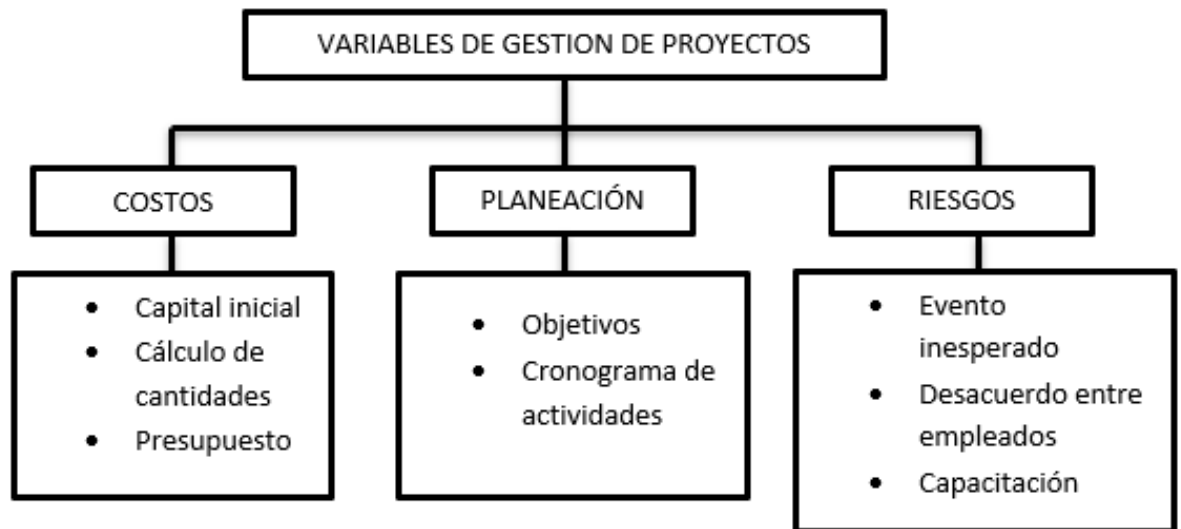 VARIABLES DE GESTION DE PROYECTOS
COSTOS
• Capital inicial
• Cálculo de
cantidades
• Presupuesto
PLANEACIÓN
• Objetivos
• Cronograma de
actividades
RIESGOS
• Evento
inesperado
• Desacuerdo entre
empleados
• Capacitación